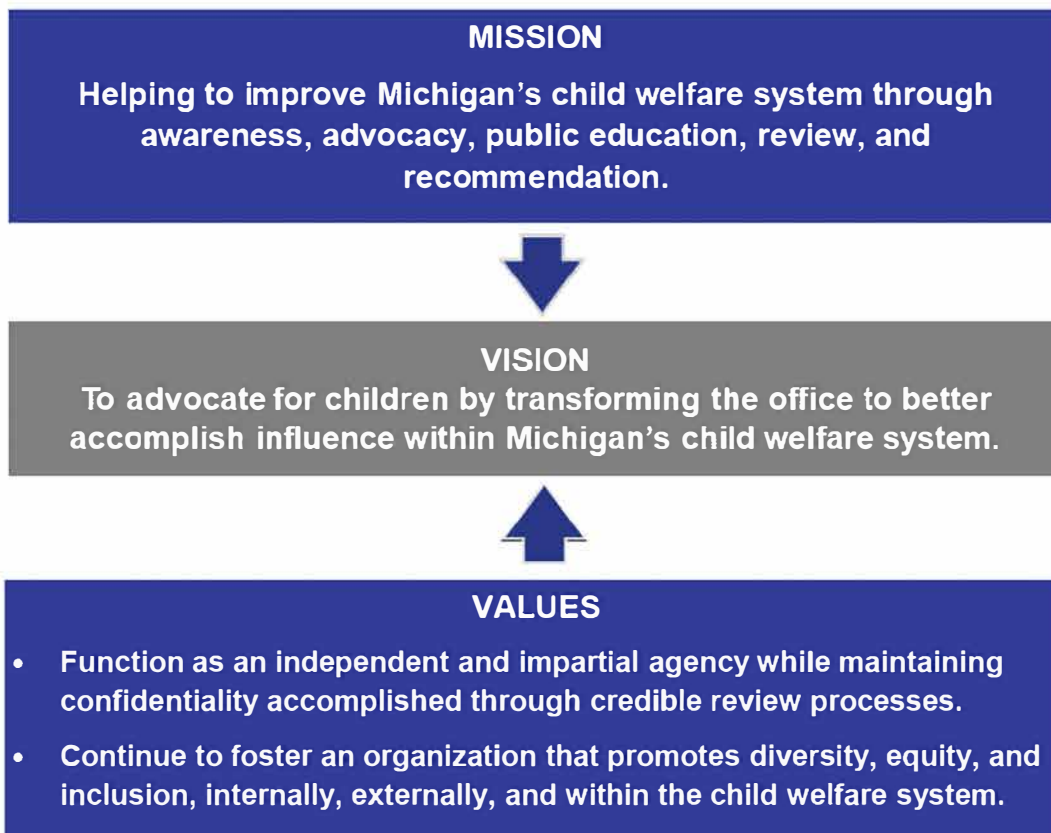 MISSION
Helping to improve Michigan’s child welfare system through
awareness, advocacy, public education, review, and
recommendation.
VISION
To advocate for children by transforming the office to better
accomplish influence within Michigan’s child welfare system.
VALUES
• Function as an independent and impartial agency while maintaining
confidentiality accomplished through credible review processes.
• Continue to foster an organization that promotes diversity, equity, and
inclusion, internally, externally, and within the child welfare system.